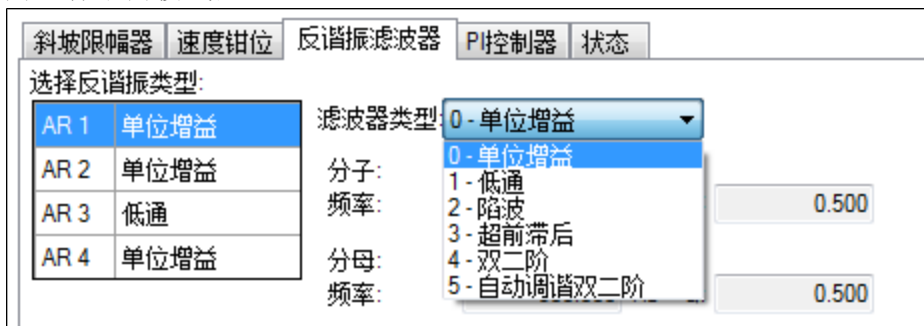 斜坡限幅器 速度钳位 反谐振滤波器 PI控制器 状态
选择反谐振类型:
AR 1 单位增益
AR 2 单位增益
AR 3 低通
AR 4 单位增益
滤波器类型: 0 - 单位增益
0 - 单位增益
1 - 低通
2 - 陷波
3 - 超前滞后
4 - 双二阶
5 - 自动调谐双二阶
分子:
频率: 0.500
分母:
频率: 0.500